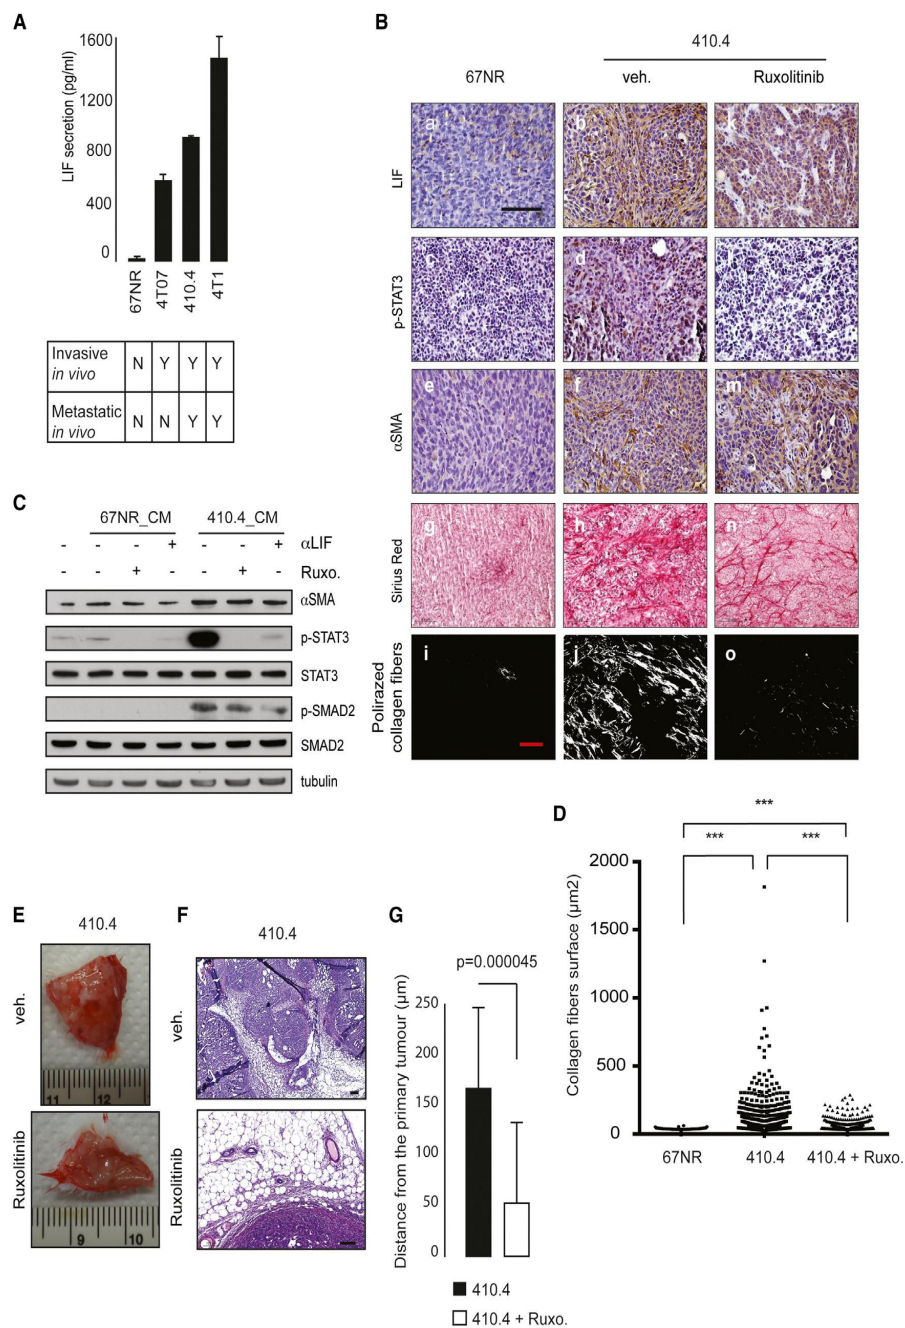 A
LIF secretion (pg/ml)
1600
1200
800
400
0
67NR
4T07
410.4
4T1
Invasive in vivo N Y Y Y
Metastatic in vivo N N Y Y
B
410.4
67NR veh. Ruxolitinib
LIF
a b k
p-STAT3
c d l
αSMA
e f m
Sirius Red
g h n
Polirazed collagen fibers
i j o
C
67NR_CM 410.4_CM
- - - + - - + αLIF
- - + - - + - Ruxo.
αSMA
p-STAT3
STAT3
p-SMAD2
SMAD2
tubulin
D
***
*** ***
Collagen fibers surface (µm2)
2000
1500
1000
500
0
67NR 410.4 410.4 + Ruxo.
E
410.4
veh.
11 12
Ruxolitinib
9 10
F
410.4
veh.
Ruxolitinib
G
p=0.000045
Distance from the primary tumour (µm)
250
200
150
100
50
0
410.4
410.4 + Ruxo.